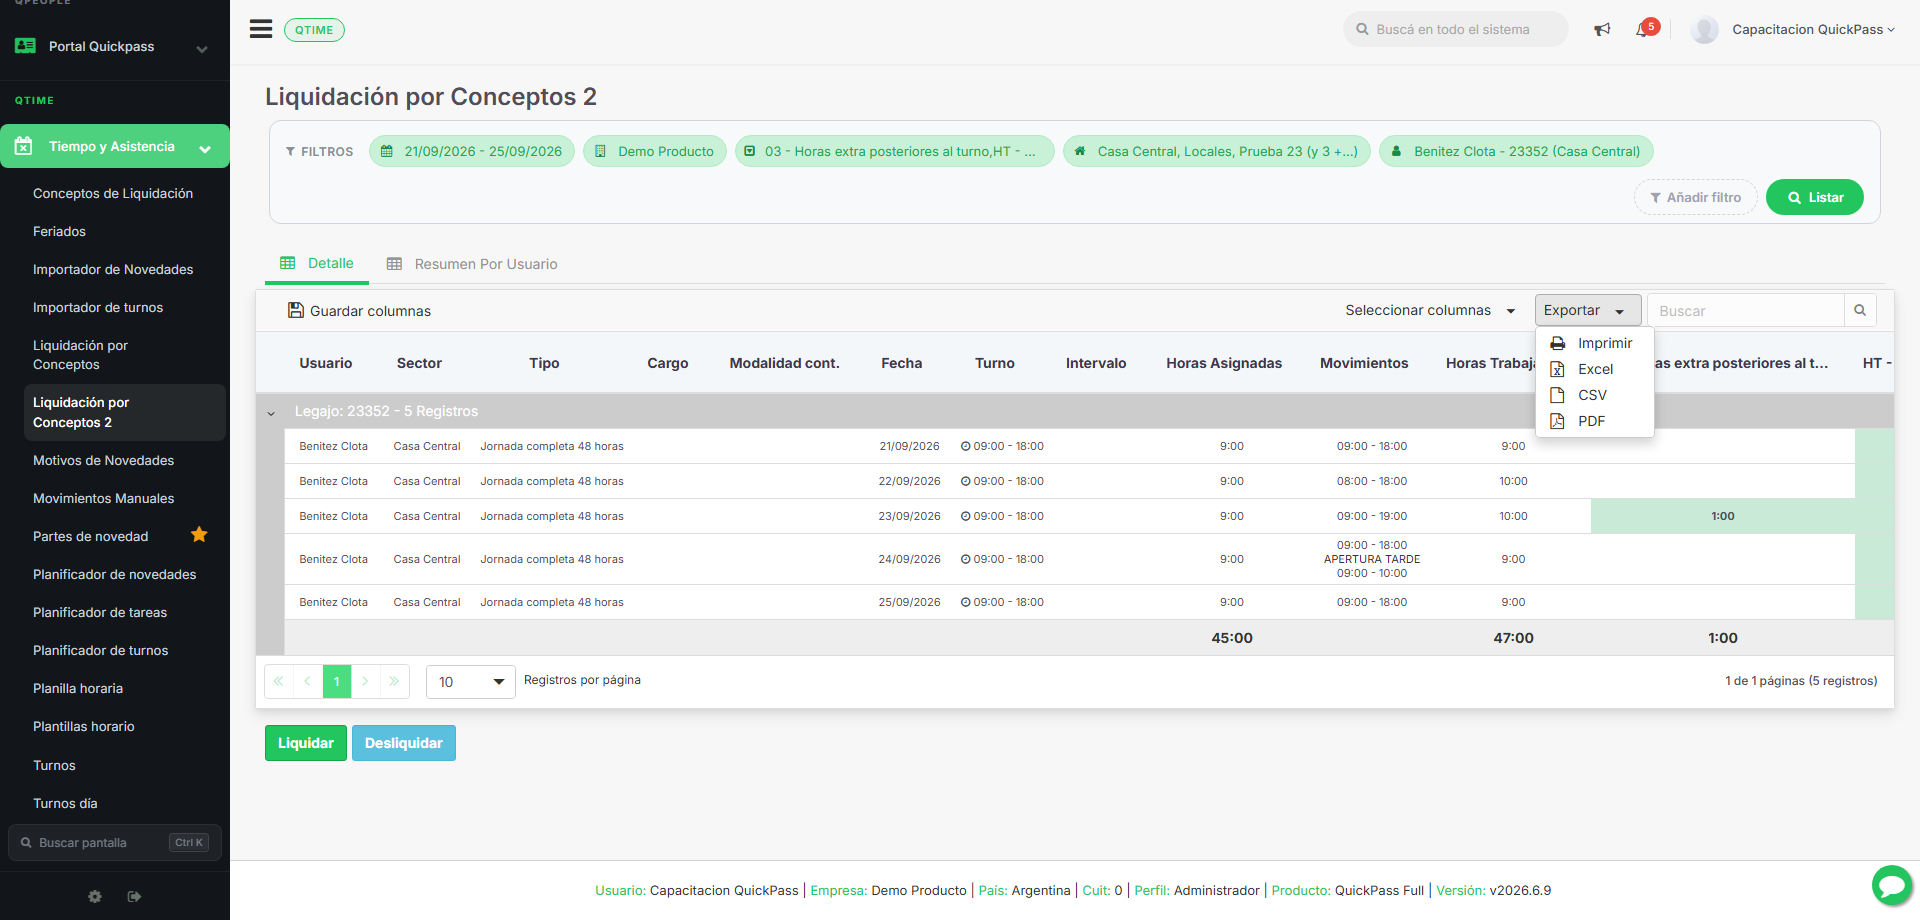 Portal Quickpass
QTIME
Tiempo y Asistencia
Conceptos de Liquidación
Feriados
Importador de Novedades
Importador de turnos
Liquidación por
Conceptos
Liquidación por
Conceptos 2
Motivos de Novedades
Movimientos Manuales
Partes de novedad
Planificador de novedades
Planificador de tareas
Planificador de turnos
Planilla horaria
Plantillas horario
Turnos
Turnos día
Buscar pantalla Ctrl K
QTIME
Buscá en todo el sistema
5
Capacitacion QuickPass
Liquidación por Conceptos 2
FILTROS 21/09/2026 - 25/09/2026 Demo Producto 03 - Horas extra posteriores al turno,HT - ... Casa Central, Locales, Prueba 23 (y 3 +...) Benitez Clota - 23352 (Casa Central)
Añadir filtro Listar
Detalle Resumen Por Usuario
Guardar columnas Seleccionar columnas Exportar Buscar
Imprimir
Excel
CSV
PDF
Usuario Sector Tipo Cargo Modalidad cont. Fecha Turno Intervalo Horas Asignadas Movimientos Horas Trabaj as extra posteriores al t... HT -
Legajo: 23352 - 5 Registros
Benitez Clota Casa Central Jornada completa 48 horas 21/09/2026 09:00 - 18:00 9:00 09:00 - 18:00 9:00
Benitez Clota Casa Central Jornada completa 48 horas 22/09/2026 09:00 - 18:00 9:00 08:00 - 18:00 10:00
Benitez Clota Casa Central Jornada completa 48 horas 23/09/2026 09:00 - 18:00 9:00 09:00 - 19:00 10:00 1:00
Benitez Clota Casa Central Jornada completa 48 horas 24/09/2026 09:00 - 18:00 9:00 09:00 - 18:00 9:00
APERTURA TARDE
09:00 - 10:00
Benitez Clota Casa Central Jornada completa 48 horas 25/09/2026 09:00 - 18:00 9:00 09:00 - 18:00 9:00
45:00 47:00 1:00
« < 1 > » 10 Registros por página 1 de 1 páginas (5 registros)
Liquidar Desliquidar
Usuario: Capacitacion QuickPass | Empresa: Demo Producto | País: Argentina | Cuit: 0 | Perfil: Administrador | Producto: QuickPass Full | Versión: v2026.6.9